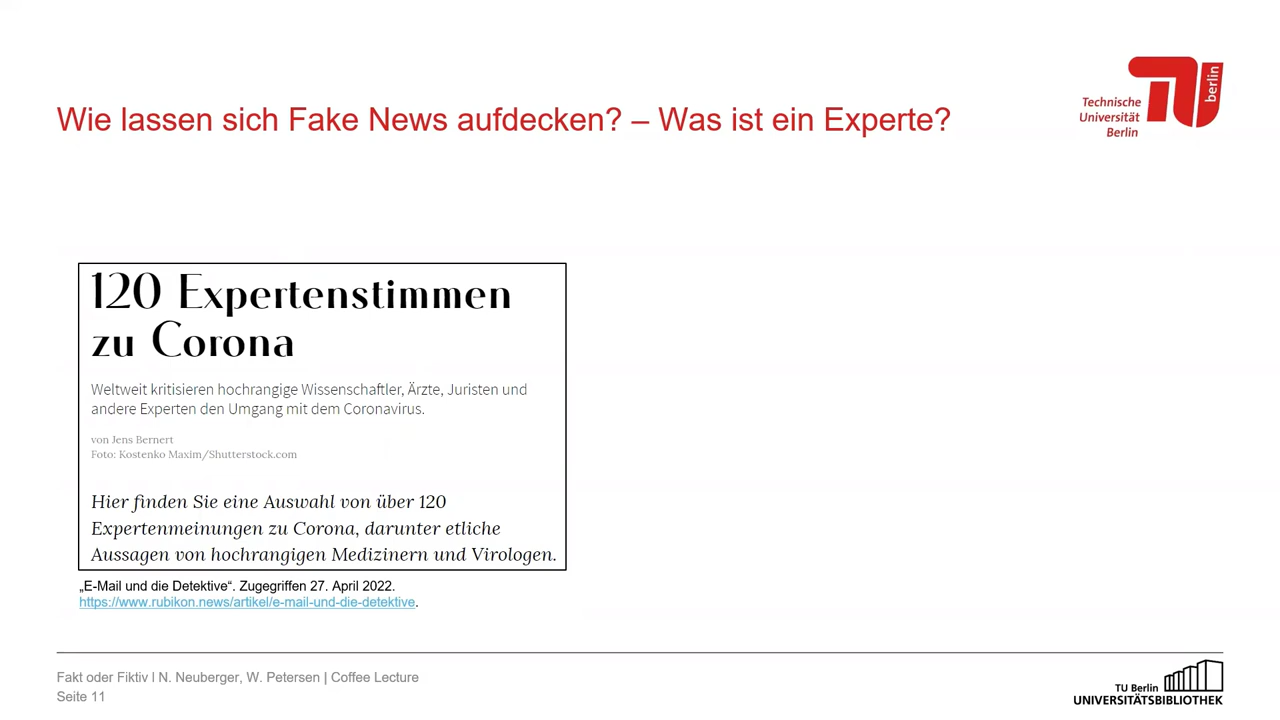 Wie lassen sich Fake News aufdecken? – Was ist ein Experte?
Technische
Universität
Berlin
berlin
120 Expertenstimmen
zu Corona
Weltweit kritisieren hochrangige Wissenschaftler, Ärzte, Juristen und
andere Experten den Umgang mit dem Coronavirus.
von Jens Bernert
Foto: Kostenko Maxim/Shutterstock.com
Hier finden Sie eine Auswahl von über 120
Expertenmeinungen zu Corona, darunter etliche
Aussagen von hochrangigen Medizinern und Virologen.
„E-Mail und die Detektive“. Zugegriffen 27. April 2022.
https://www.rubikon.news/artikel/e-mail-und-die-detektive.
Fakt oder Fiktiv I N. Neuberger, W. Petersen | Coffee Lecture
Seite 11
TU Berlin
UNIVERSITÄTSBIBLIOTHEK